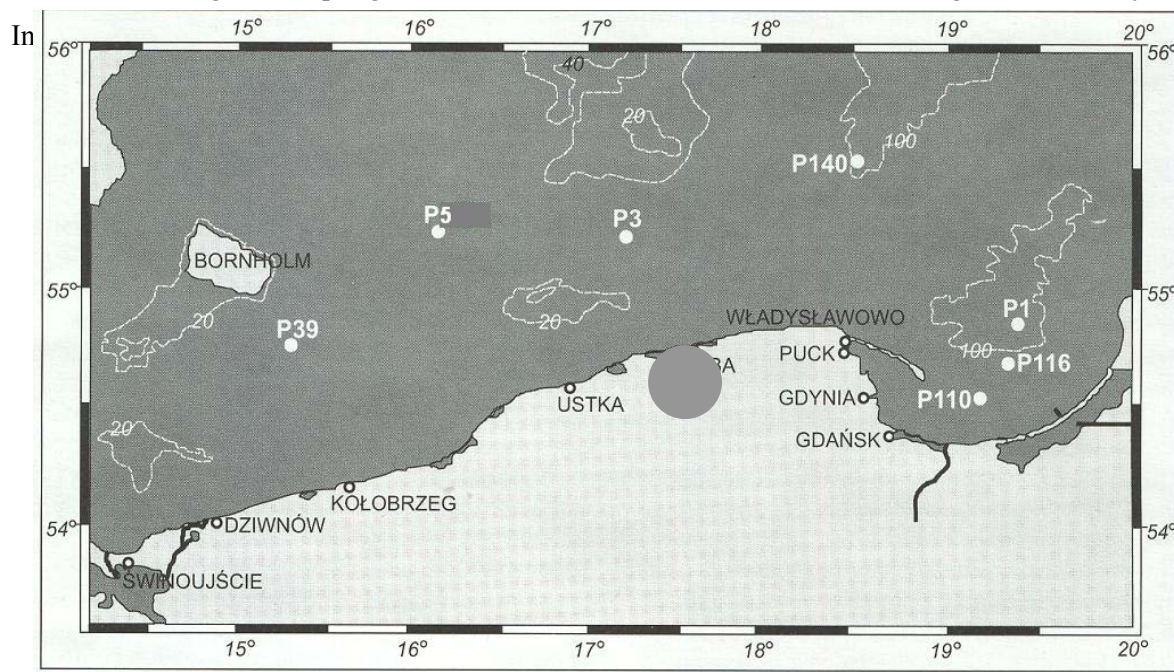 15° 16° 17° 18° 19° 20°
In
56° 56°
40
20
100
P140
P5 P3
BORNHOLM
55° 55°
20
P39
20
P1
WŁADYSŁAWOWO
100
PUCK
P116
BA
USTKA
GDYNIA
P110
GDAŃSK
20
KOŁOBRZEG
54° 54°
DZIWNÓW
ŚWINOUJŚCIE
15° 16° 17° 18° 19° 20°